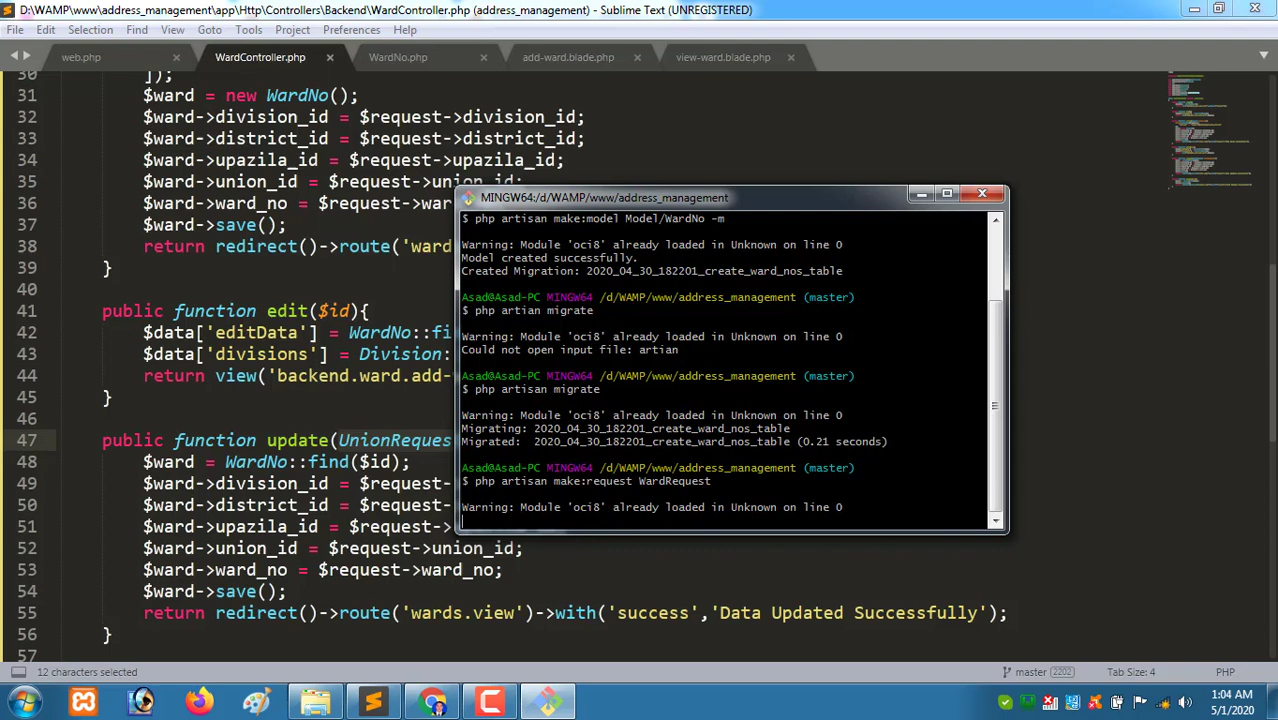 D:\WAMP\www\address_management\app\Http\Controllers\Backend\WardController.php (address_management) - Sublime Text (UNREGISTERED)
File Edit Selection Find View Goto Tools Project Preferences Help
web.php WardController.php WardNo.php add-ward.blade.php view-ward.blade.php
30 ]);
31 $ward = new WardNo();
32 $ward->division_id = $request->division_id;
33 $ward->district_id = $request->district_id;
34 $ward->upazila_id = $request->upazila_id;
35 $ward->union_id = $request->union_id;
36 $ward->ward_no = $request->war
37 $ward->save();
38 return redirect()->route('ward
39 }
40
41 public function edit($id){
42 $data['editData'] = WardNo::fin
43 $data['divisions'] = Division:
44 return view('backend.ward.add-
45 }
46
47 public function update(UnionReques
48 $ward = WardNo::find($id);
49 $ward->division_id = $request-
50 $ward->district_id = $request-
51 $ward->upazila_id = $request->
52 $ward->union_id = $request->union_id;
53 $ward->ward_no = $request->ward_no;
54 $ward->save();
55 return redirect()->route('wards.view')->with('success','Data Updated Successfully');
56 }
57
MINGW64:/d/WAMP/www/address_management
$ php artisan make:model Model/WardNo -m
Warning: Module 'oci8' already loaded in Unknown on line 0
Model created successfully.
Created Migration: 2020_04_30_182201_create_ward_nos_table
Asad@Asad-PC MINGW64 /d/WAMP/www/address_management (master)
$ php artian migrate
Warning: Module 'oci8' already loaded in Unknown on line 0
Could not open input file: artian
Asad@Asad-PC MINGW64 /d/WAMP/www/address_management (master)
$ php artisan migrate
Warning: Module 'oci8' already loaded in Unknown on line 0
Migrating: 2020_04_30_182201_create_ward_nos_table
Migrated: 2020_04_30_182201_create_ward_nos_table (0.21 seconds)
Asad@Asad-PC MINGW64 /d/WAMP/www/address_management (master)
$ php artisan make:request WardRequest
Warning: Module 'oci8' already loaded in Unknown on line 0
12 characters selected master 2202 Tab Size: 4 PHP
1:04 AM
5/1/2020